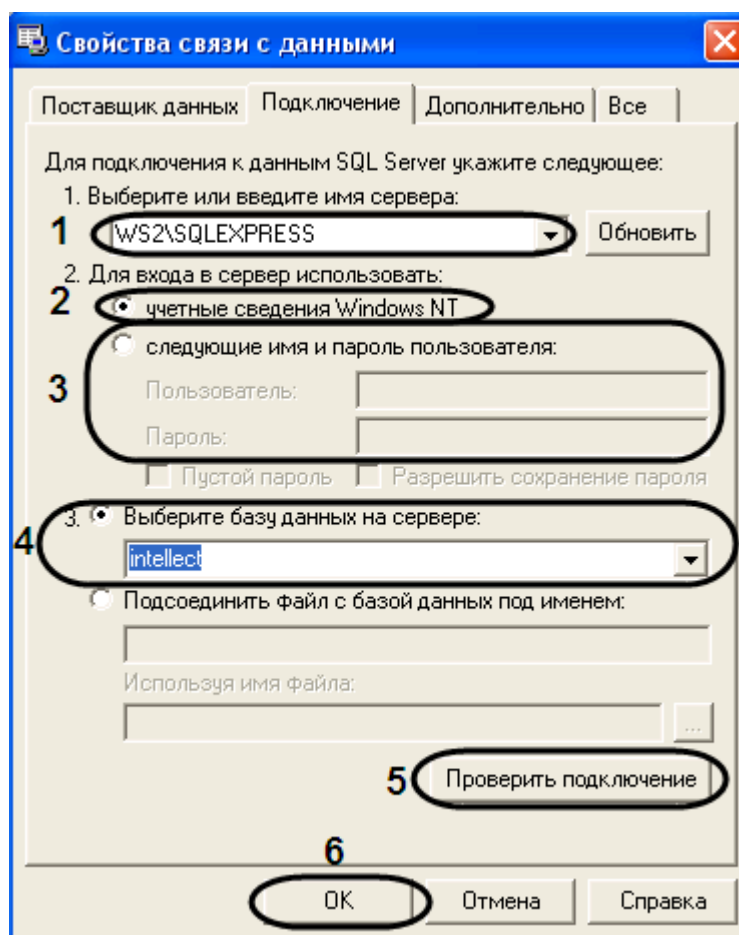 Свойства связи с данными
Поставщик данных Подключение Дополнительно Все
Для подключения к данным SQL Server укажите следующее:
1. Выберите или введите имя сервера:
1 WS2\SQLEXPRESS Обновить
2. Для входа в сервер использовать:
2 учетные сведения Windows NT
следующие имя и пароль пользователя:
3 Пользователь:
Пароль:
Пустой пароль Разрешить сохранение пароля
3. Выберите базу данных на сервере:
4 intellect
Подсоединить файл с базой данных под именем:
Используя имя файла:
...
5 Проверить подключение
6
OK Отмена Справка